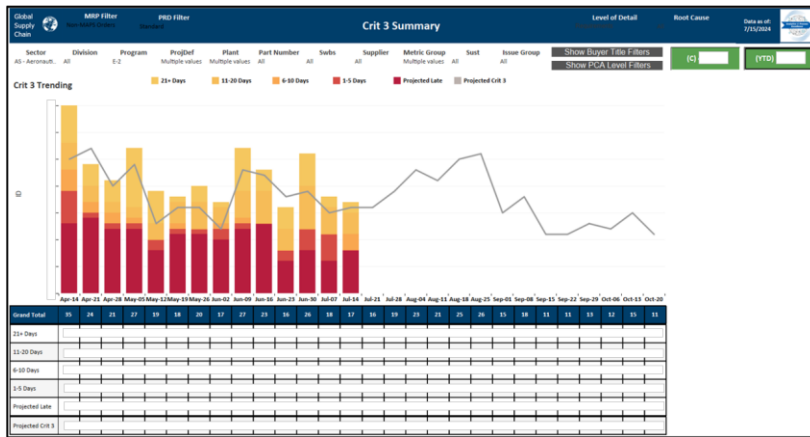 Global Supply Chain
MRP Filter
PRD Filter
Standard
Crit 3 Summary
Level of Detail
Root Cause
Data as of:
7/15/2024
Sector Division Program ProjDef Plant Part Number Swbs Supplier Metric Group Sust Issue Group
AS - Aeronauti.. All E-2 Multiple values Multiple values All All All Multiple values All All
Show Buyer Title Filters
Show PCA Level Filters
(C)
(YTD)
Crit 3 Trending
21+ Days 11-20 Days 6-10 Days 1-5 Days Projected Late Projected Crit 3
ID
Apr-14 Apr-21 Apr-28 May-05 May-12 May-19 May-26 Jun-02 Jun-09 Jun-16 Jun-23 Jun-30 Jul-07 Jul-14 Jul-21 Jul-28 Aug-04 Aug-11 Aug-18 Aug-25 Sep-01 Sep-08 Sep-15 Sep-22 Sep-29 Oct-06 Oct-13 Oct-20
Grand Total 35 24 21 27 19 18 20 17 27 23 16 26 18 17 16 19 23 21 25 26 15 18 11 11 13 12 15 11
21+ Days
11-20 Days
6-10 Days
1-5 Days
Projected Late
Projected Crit 3